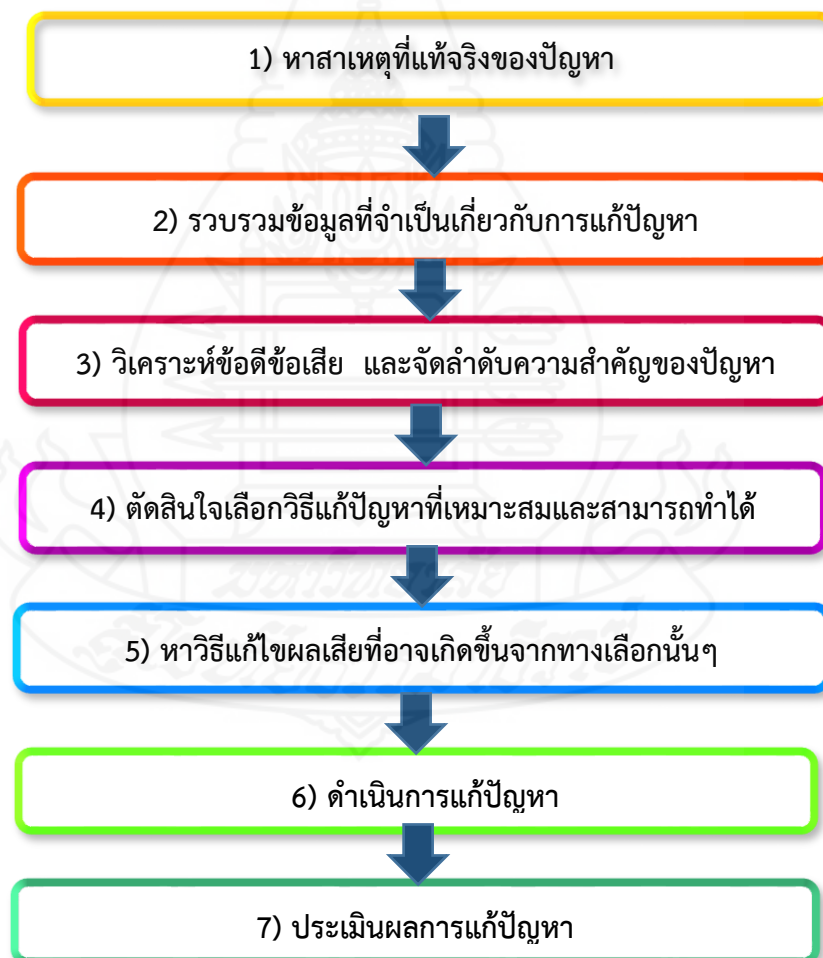 1) หาสาเหตุที่แท้จริงของปัญหา
2) รวบรวมข้อมูลที่จำเป็นเกี่ยวกับการแก้ปัญหา
3) วิเคราะห์ข้อดีข้อเสีย และจัดลำดับความสำคัญของปัญหา
4) ตัดสินใจเลือกวิธีแก้ปัญหาที่เหมาะสมและสามารถทำได้
มหาวิทยาลัย
5) หาวิธีแก้ไขผลเสียที่อาจเกิดขึ้นจากทางเลือกนั้นๆ
6) ดำเนินการแก้ปัญหา
7) ประเมินผลการแก้ปัญหา